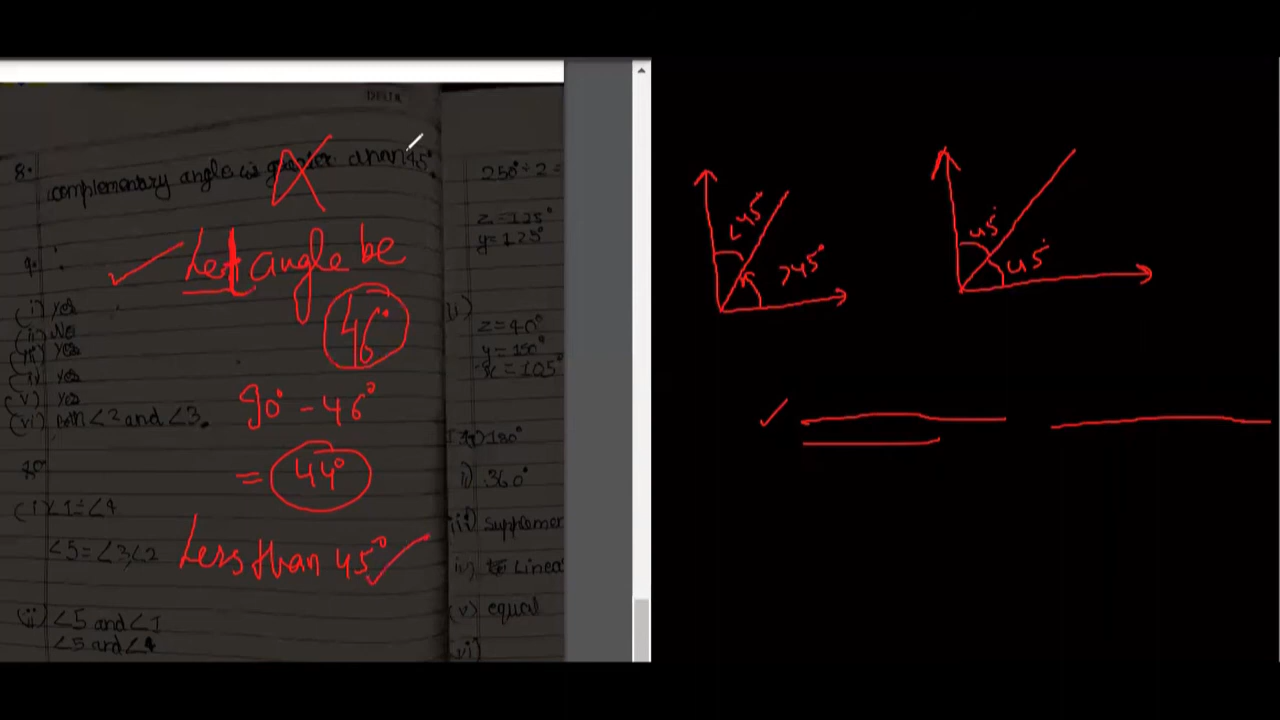 8.
complementary angle is greater than 45°.
Let angle be
46°
90° - 46°
= 44°
Less than 45°
9.
(i) Yes
(ii) No
(iii) Yes
(iv) Yes
(v) Yes
(vi) both ∠2 and ∠3.
10
(i) ∠1=∠4
∠5=∠3,∠2
(ii) ∠5 and ∠1
∠5 and ∠4
250°÷2=
z=125°
y=125°
z=40°
y=150°
x=105°
180°
ii) 360°
iii) supplemen
iv) Linea
(v) equal
vi)
<45°
>45°
45°
45°